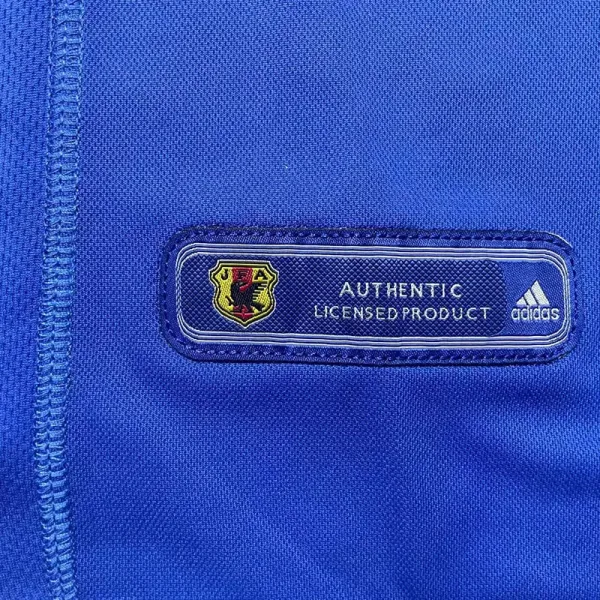 JFA
AUTHENTIC
LICENSED PRODUCT
adidas